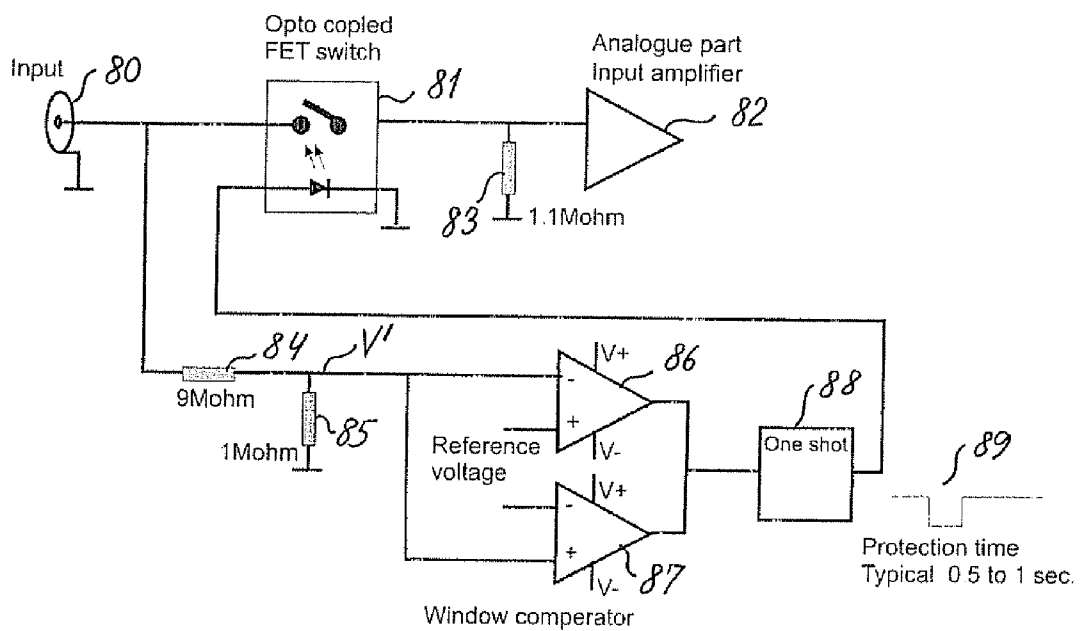 Opto copled
FET switch
Input
80
81
Analogue part
Input amplifier
82
83
1.1Mohm
84
V'
9Mohm
85
1Mohm
-
+
V+
V-
86
Reference
voltage
-
+
V+
V-
87
88
One shot
89
Protection time
Typical 0 5 to 1 sec.
Window comperator